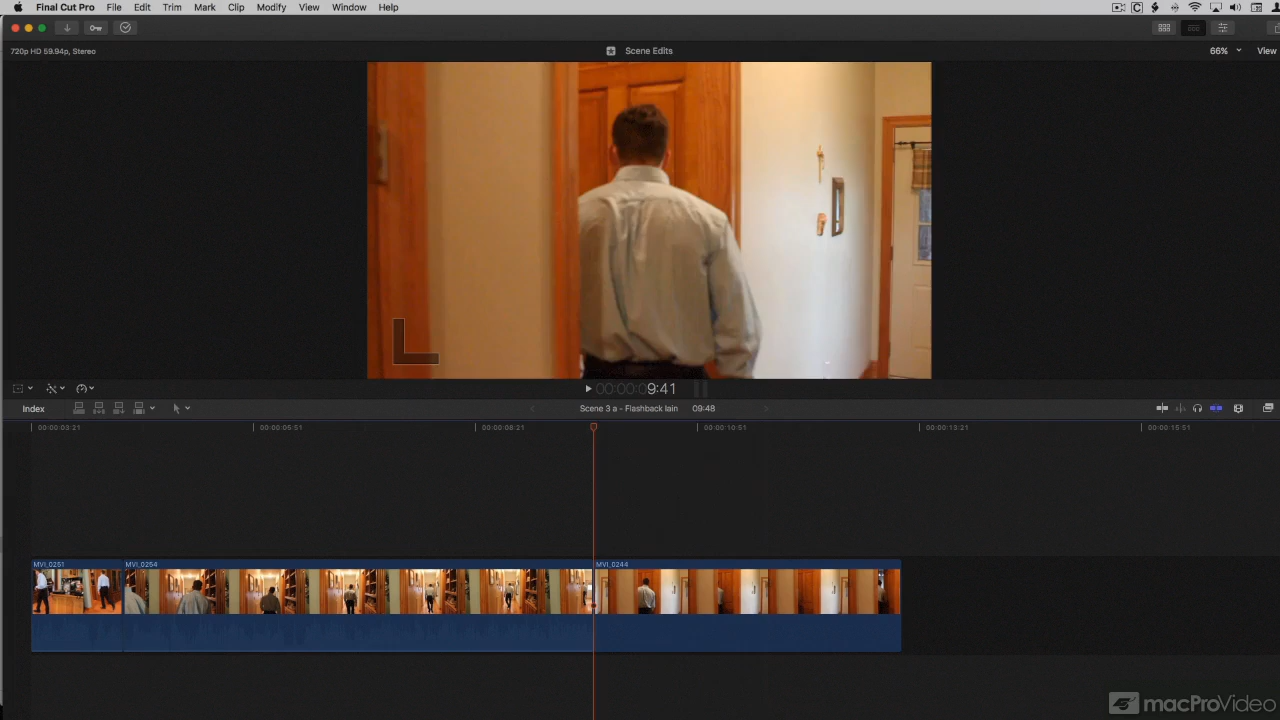 Final Cut Pro File Edit Trim Mark Clip Modify View Window Help
720p HD 59.94p, Stereo
Scene Edits
66%
View
00:00:09:41
Index
Scene 3 a - Flashback Iain 09:48
00:00:03:21
00:00:05:51
00:00:08:21
00:00:10:51
00:00:13:21
00:00:15:51
MVI_0251
MVI_0254
MVI_0244
macProVideo